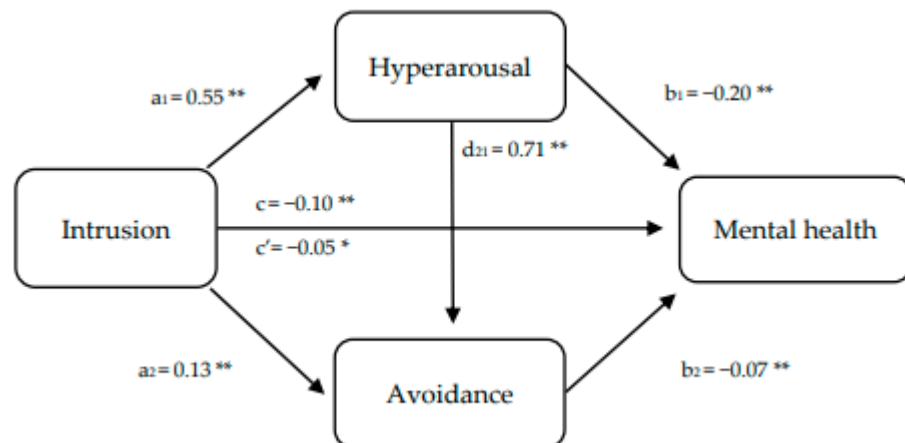 Hyperarousal
a₁ = 0.55 **
b₁ = −0.20 **
d₂₁ = 0.71 **
Intrusion
c = −0.10 **
c′= −0.05 *
Mental health
a₂ = 0.13 **
b₂ = −0.07 **
Avoidance